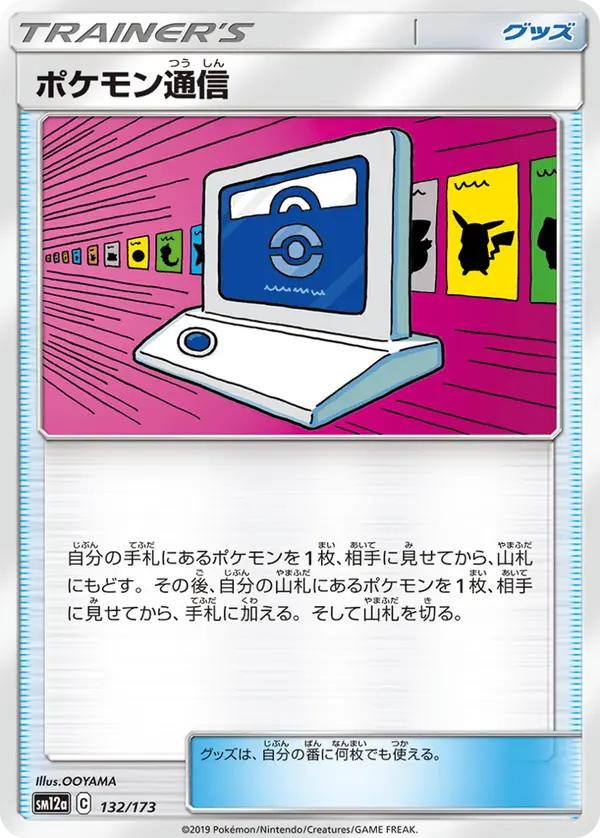 TRAINER'S
グッズ
つう しん
ポケモン通信
じぶん てふだ まい あいて み やまふだ
自分の手札にあるポケモンを1枚、相手に見せてから、山札
ご じぶん やまふだ まい あいて
にもどす。その後、自分の山札にあるポケモンを1枚、相手
み てふだ くわ やまふだ き
に見せてから、手札に加える。そして山札を切る。
じぶん ばん なんまい つか
グッズは、自分の番に何枚でも使える。
Illus.OOYAMA
sm12a C 132/173
©2019 Pokémon/Nintendo/Creatures/GAME FREAK.